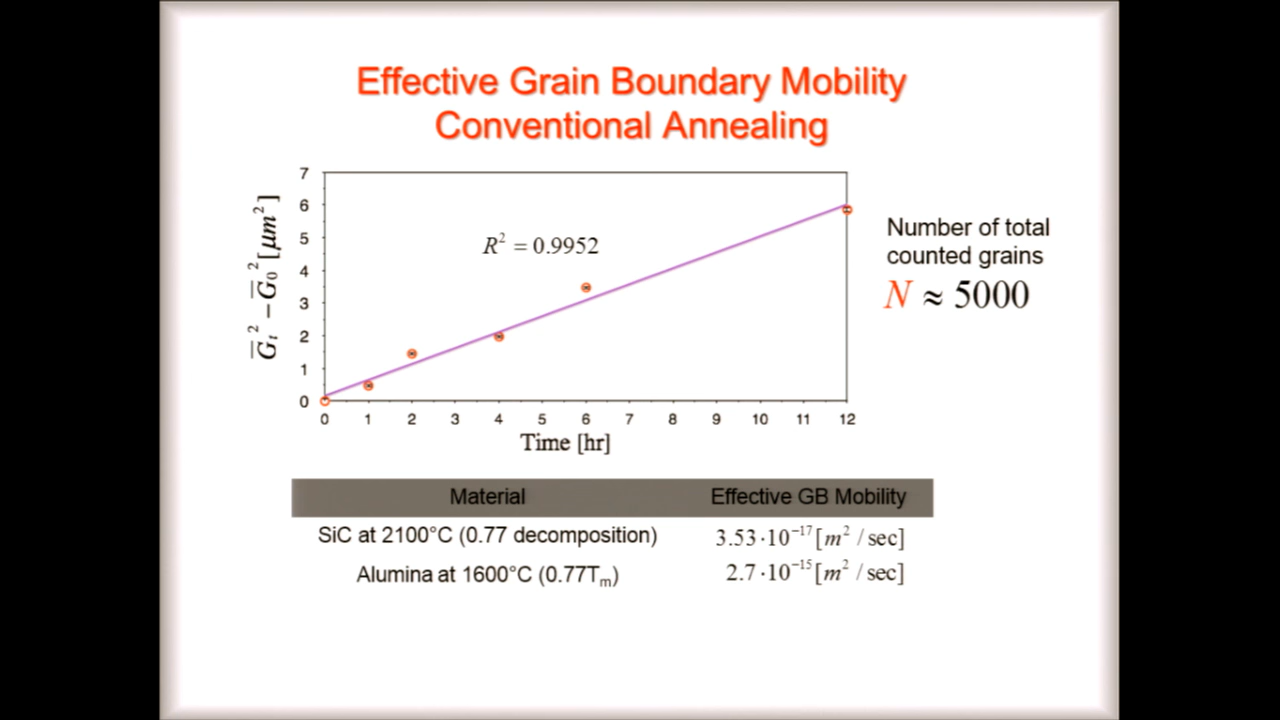 Effective Grain Boundary Mobility
Conventional Annealing
7
6
5
4
3
2
1
0
G̅ₜ² − G̅₀² [μm²]
R² = 0.9952
0 1 2 3 4 5 6 7 8 9 10 11 12
Time [hr]
Number of total
counted grains
N ≈ 5000
Material Effective GB Mobility
SiC at 2100°C (0.77 decomposition) 3.53·10⁻¹⁷ [m² / sec]
Alumina at 1600°C (0.77Tₘ) 2.7·10⁻¹⁵ [m² / sec]